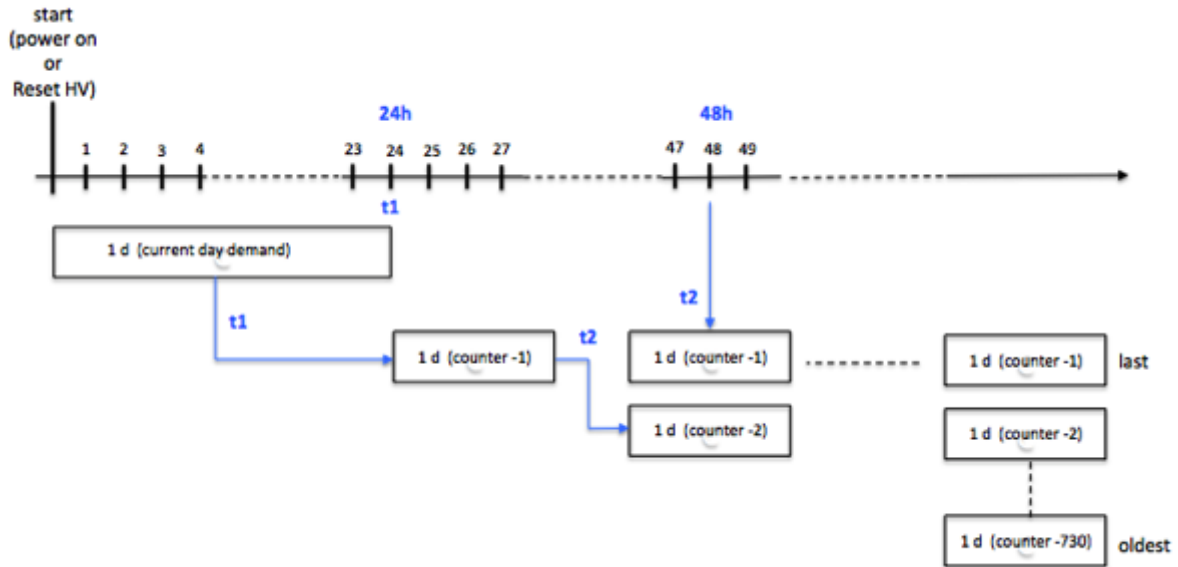 start
(power on
or
Reset HV)
24h
48h
1 2 3 4 23 24 25 26 27 47 48 49
t1
1 d (current day demand)
t1
t2
t2
1 d (counter -1)
1 d (counter -1)
1 d (counter -1)
last
1 d (counter -2)
1 d (counter -2)
1 d (counter -730)
oldest